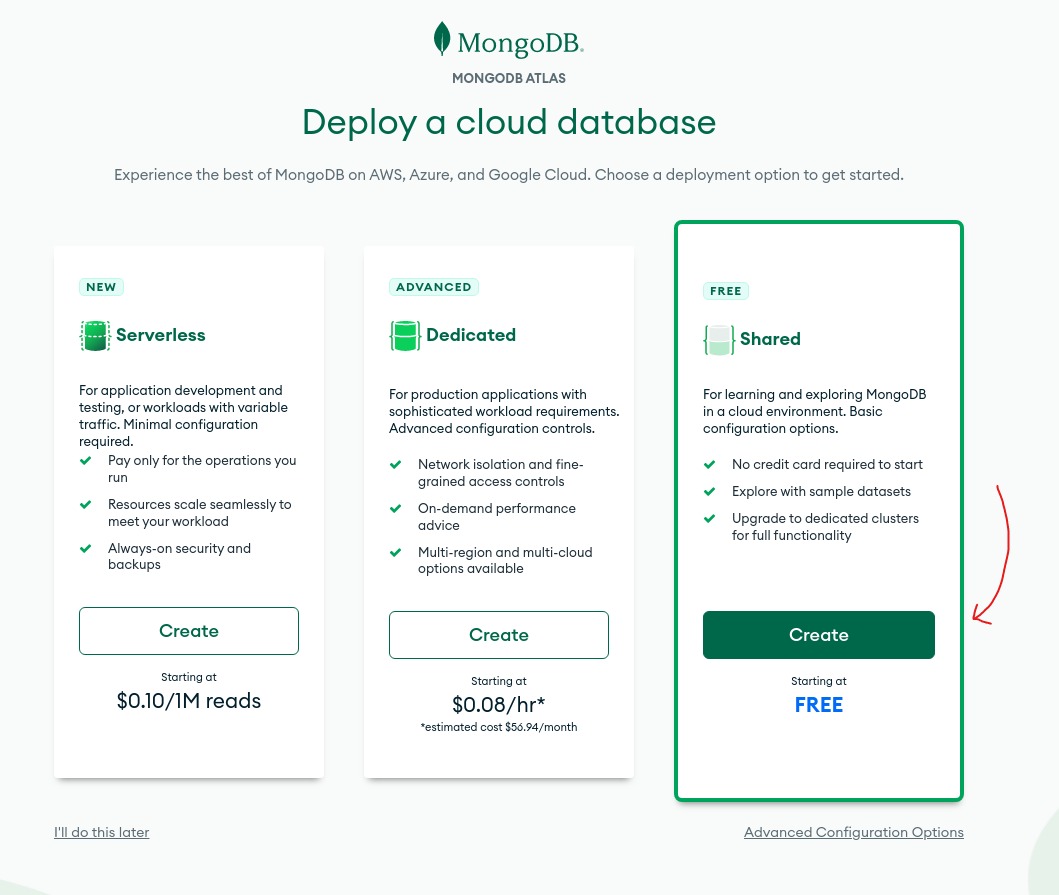 MongoDB.
MONGODB ATLAS
Deploy a cloud database
Experience the best of MongoDB on AWS, Azure, and Google Cloud. Choose a deployment option to get started.
NEW
Serverless
For application development and
testing, or workloads with variable
traffic. Minimal configuration
required.
Pay only for the operations you
run
Resources scale seamlessly to
meet your workload
Always-on security and
backups
Create
Starting at
$0.10/1M reads
ADVANCED
Dedicated
For production applications with
sophisticated workload requirements.
Advanced configuration controls.
Network isolation and fine-
grained access controls
On-demand performance
advice
Multi-region and multi-cloud
options available
Create
Starting at
$0.08/hr*
*estimated cost $56.94/month
FREE
Shared
For learning and exploring MongoDB
in a cloud environment. Basic
configuration options.
No credit card required to start
Explore with sample datasets
Upgrade to dedicated clusters
for full functionality
Create
Starting at
FREE
I'll do this later
Advanced Configuration Options